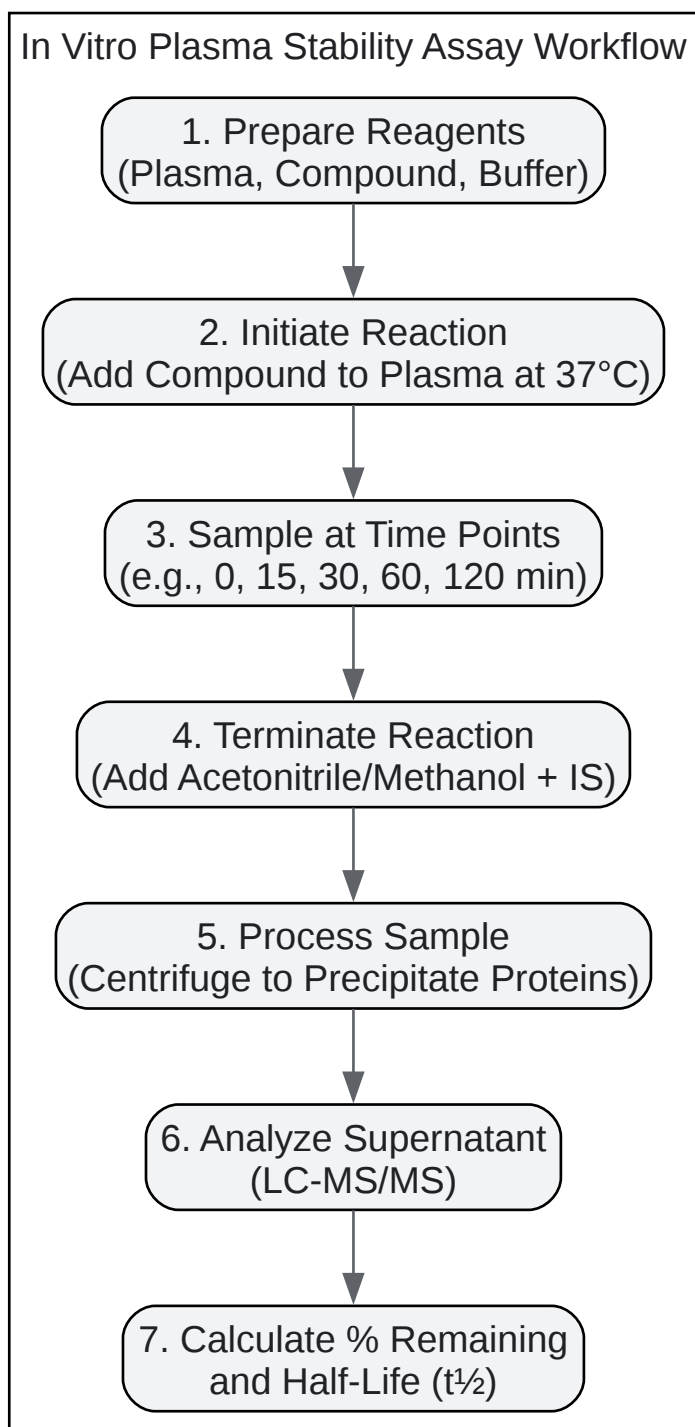 In Vitro Plasma Stability Assay Workflow
1. Prepare Reagents
(Plasma, Compound, Buffer)
2. Initiate Reaction
(Add Compound to Plasma at 37°C)
3. Sample at Time Points
(e.g., 0, 15, 30, 60, 120 min)
4. Terminate Reaction
(Add Acetonitrile/Methanol + IS)
5. Process Sample
(Centrifuge to Precipitate Proteins)
6. Analyze Supernatant
(LC-MS/MS)
7. Calculate % Remaining
and Half-Life (t½)